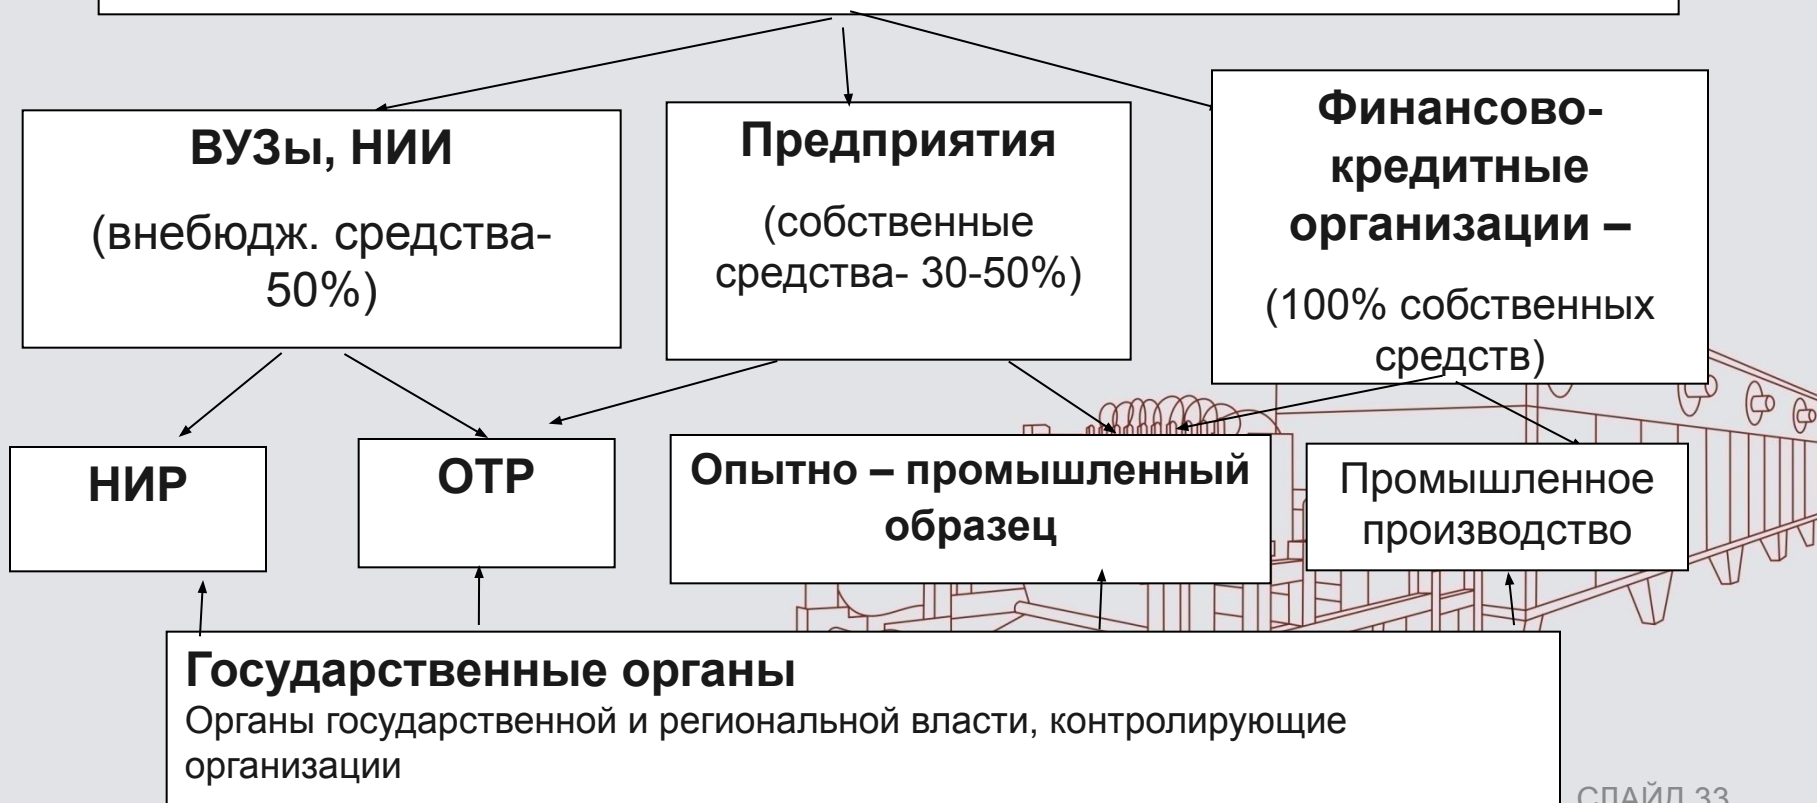 ВУЗы, НИИ
(внебюдж. средства-
50%)
Предприятия
(собственные
средства- 30-50%)
Финансово-
кредитные
организации –
(100% собственных
средств)
НИР
ОТР
Опытно – промышленный
образец
Промышленное
производство
Государственные органы
Органы государственной и региональной власти, контролирующие
организации
СЛАЙД 33